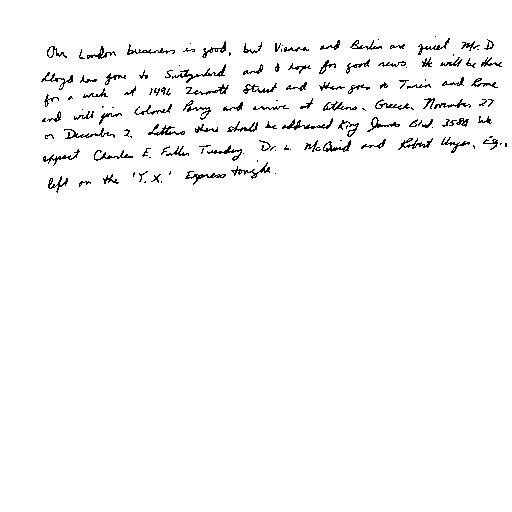 Our London business is good, but Vienna and Berlin are quiet Mr. D
Lloyd has gone to Switzerland and I hope for good news. He will be there
for a week at 1496 Zermott Street and then goes to Turin and Rome
and will join Colonel Parry and arrive at Athens, Greece, November 27
or December 2. Letters there should be addressed King James Blvd. 3580 We
expect Charles E. Fuller Tuesday. Dr. L. McQuaid and Robert Unger, Esq.,
left on the 'Y. X.' Express tonight.